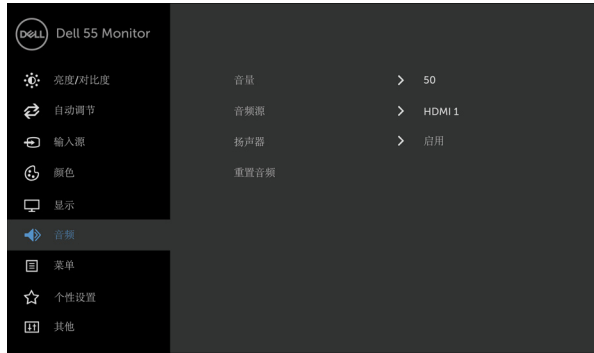 DELL Dell 55 Monitor
亮度/对比度
自动调节
输入源
颜色
显示
音频
菜单
个性设置
其他
音量 50
音频源 HDMI 1
扬声器 启用
重置音频